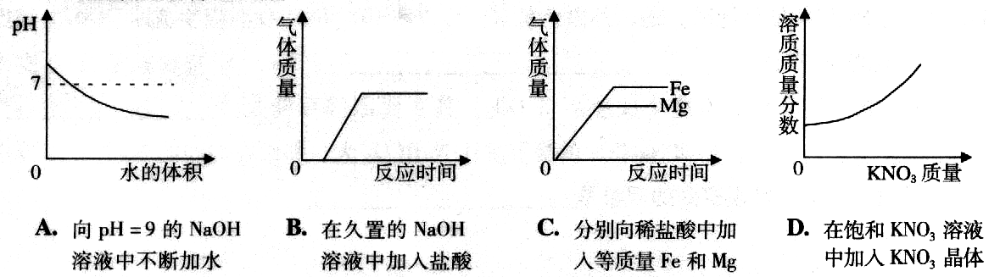 pH
7
0
水的体积
气体质量
0
反应时间
气体质量
Fe
Mg
0
反应时间
溶质质量分数
0
KNO₃ 质量
A. 向 pH = 9 的 NaOH
溶液中不断加水
B. 在久置的 NaOH
溶液中加入盐酸
C. 分别向稀盐酸中加
入等质量 Fe 和 Mg
D. 在饱和 KNO₃ 溶液
中加入 KNO₃ 晶体